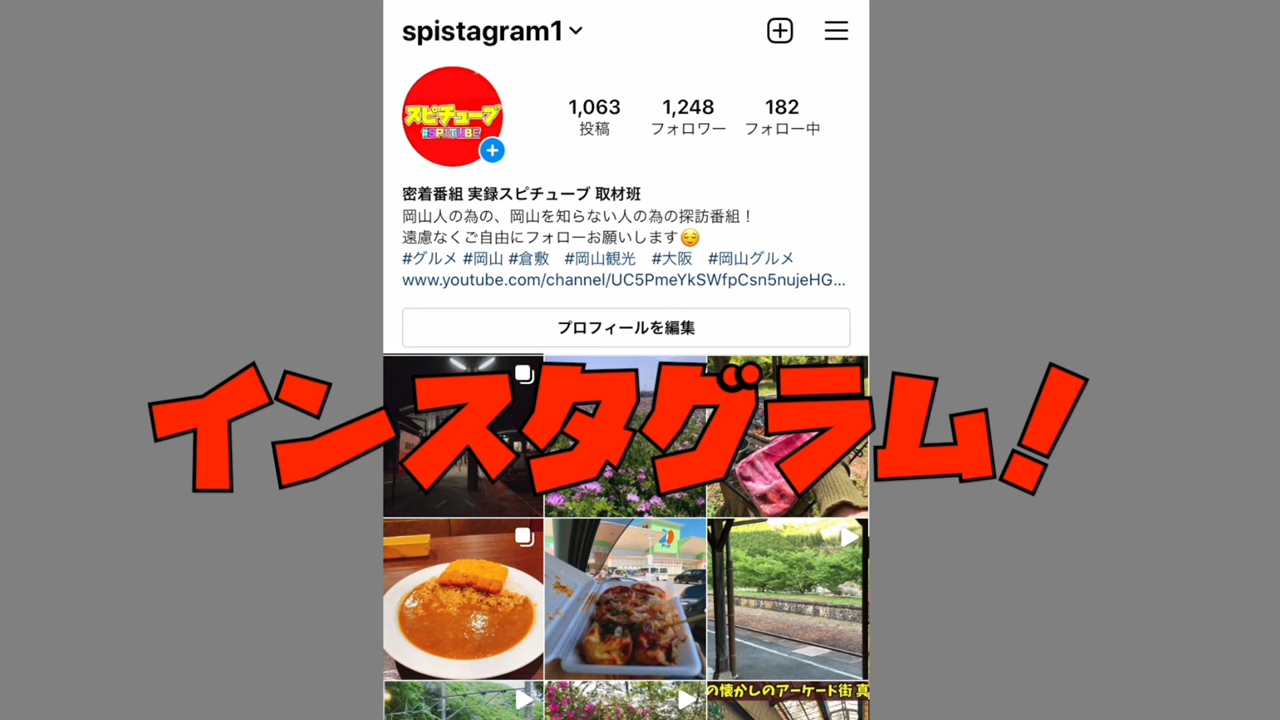 spistagram1
スピチューブ
#SPITUBE
1,063
投稿
1,248
フォロワー
182
フォロー中
密着番組 実録スピチューブ 取材班
岡山人の為の、岡山を知らない人の為の探訪番組！
遠慮なくご自由にフォローお願いします😌
#グルメ #岡山 #倉敷 #岡山観光 #大阪 #岡山グルメ
www.youtube.com/channel/UC5PmeYkSWfpCsn5nujeHG...
プロフィールを編集
インスタグラム！
の懐かしのアーケード街 真